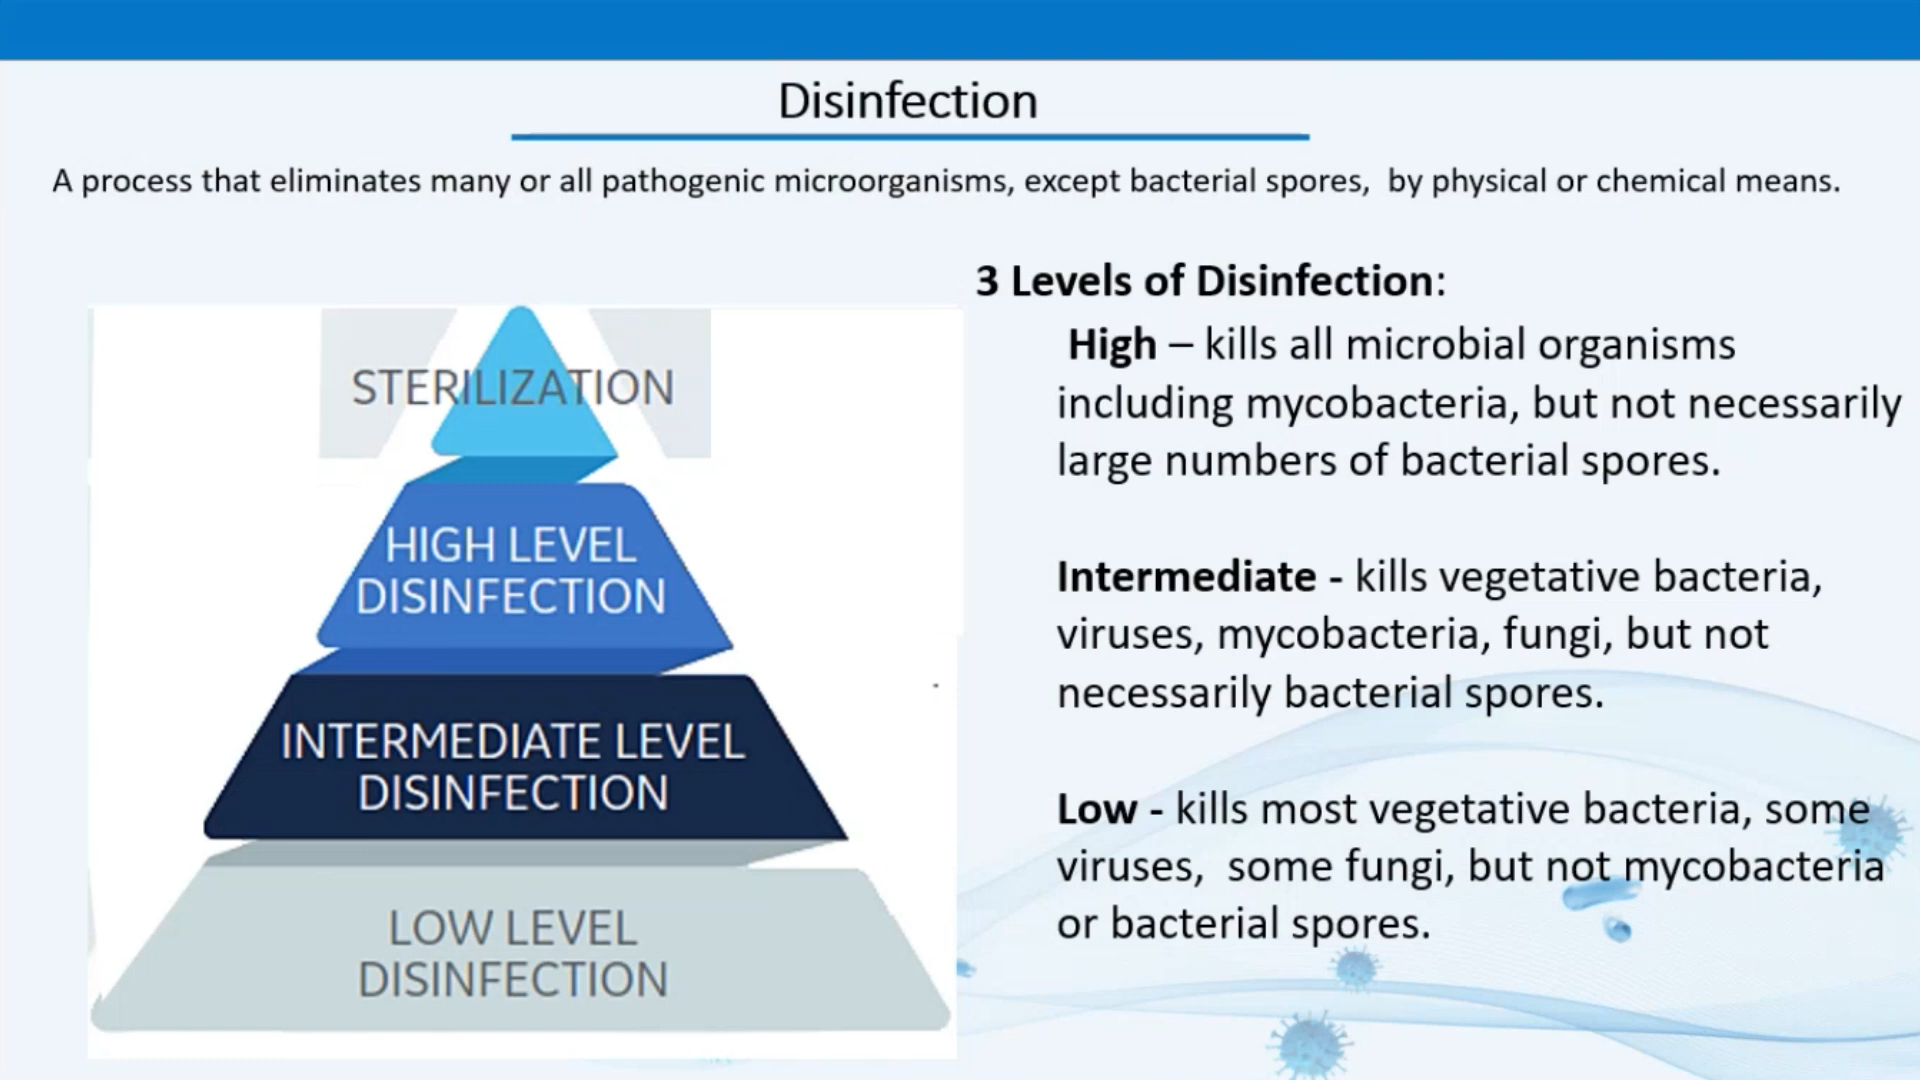 Disinfection
A process that eliminates many or all pathogenic microorganisms, except bacterial spores, by physical or chemical means.
STERILIZATION
HIGH LEVEL
DISINFECTION
INTERMEDIATE LEVEL
DISINFECTION
LOW LEVEL
DISINFECTION
3 Levels of Disinfection:
High – kills all microbial organisms
including mycobacteria, but not necessarily
large numbers of bacterial spores.
Intermediate - kills vegetative bacteria,
viruses, mycobacteria, fungi, but not
necessarily bacterial spores.
Low - kills most vegetative bacteria, some
viruses, some fungi, but not mycobacteria
or bacterial spores.